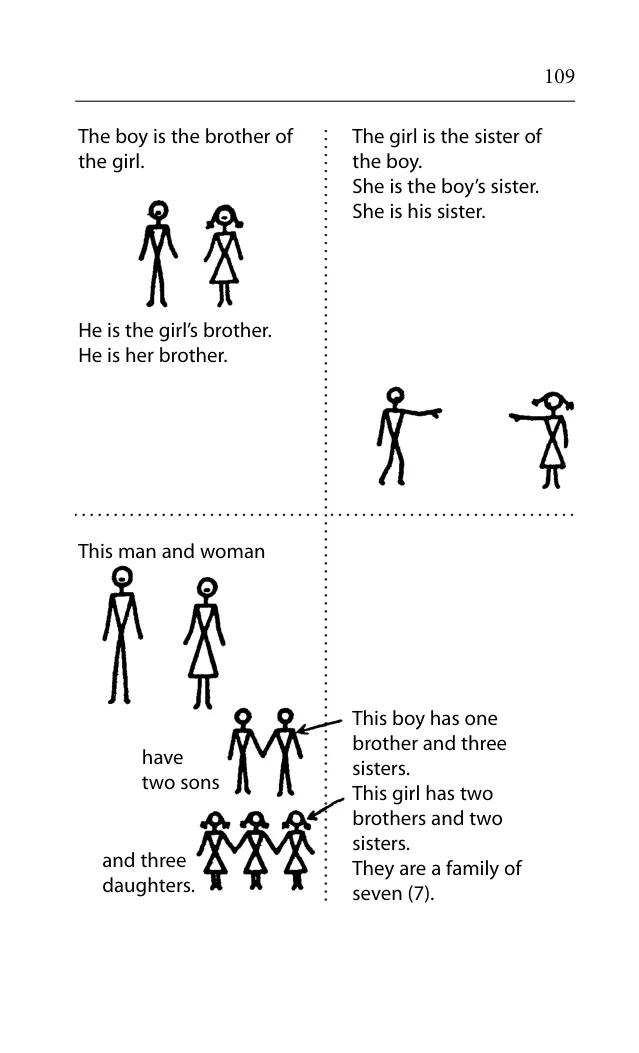 109
The boy is the brother of
the girl.
He is the girl’s brother.
He is her brother.
The girl is the sister of
the boy.
She is the boy’s sister.
She is his sister.
This man and woman
have
two sons
and three
daughters.
This boy has one
brother and three
sisters.
This girl has two
brothers and two
sisters.
They are a family of
seven (7).